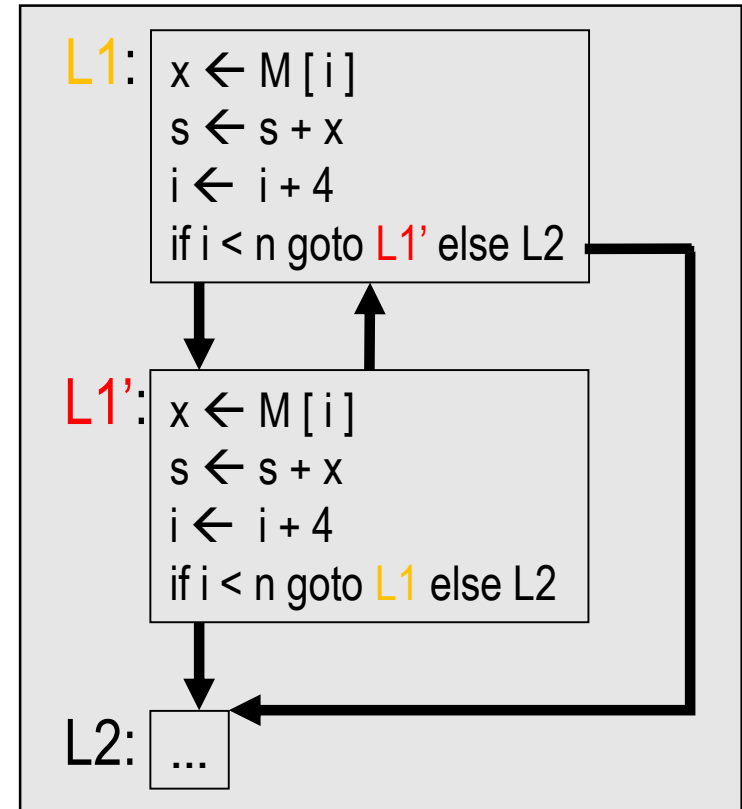 L1: x ← M [ i ]
s ← s + x
i ← i + 4
if i < n goto L1’ else L2
L1’: x ← M [ i ]
s ← s + x
i ← i + 4
if i < n goto L1 else L2
L2: ...